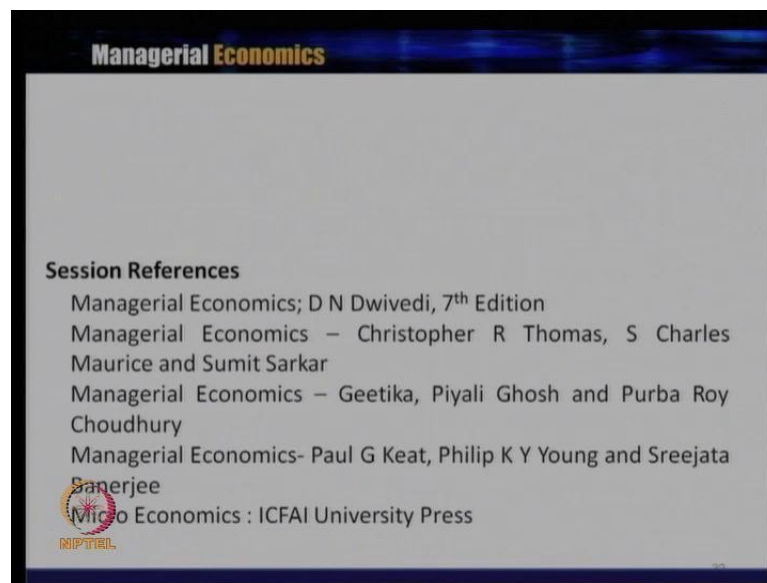 Managerial Economics
Session References
Managerial Economics; D N Dwivedi, 7th Edition
Managerial Economics – Christopher R Thomas, S Charles
Maurice and Sumit Sarkar
Managerial Economics – Geetika, Piyali Ghosh and Purba Roy
Choudhury
Managerial Economics- Paul G Keat, Philip K Y Young and Sreejata
Banerjee
Micro Economics : ICFAI University Press
NPTEL